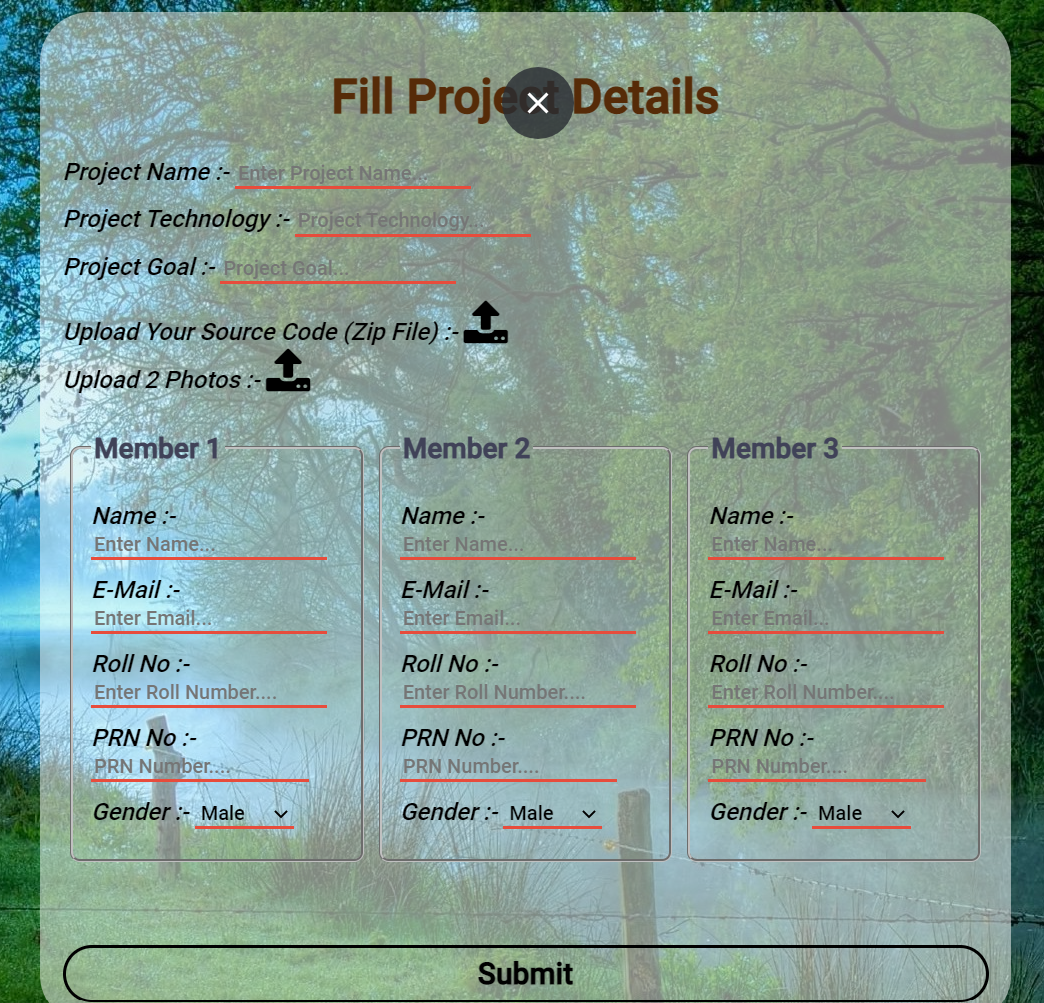 Fill Project Details
Project Name :- Enter Project Name...
Project Technology :- Project Technology...
Project Goal :- Project Goal...
Upload Your Source Code (Zip File) :-
Upload 2 Photos :-
Member 1
Name :-
Enter Name...
E-Mail :-
Enter Email...
Roll No :-
Enter Roll Number....
PRN No :-
PRN Number....
Gender :- Male
Member 2
Name :-
Enter Name...
E-Mail :-
Enter Email...
Roll No :-
Enter Roll Number....
PRN No :-
PRN Number....
Gender :- Male
Member 3
Name :-
Enter Name...
E-Mail :-
Enter Email...
Roll No :-
Enter Roll Number....
PRN No :-
PRN Number....
Gender :- Male
Submit